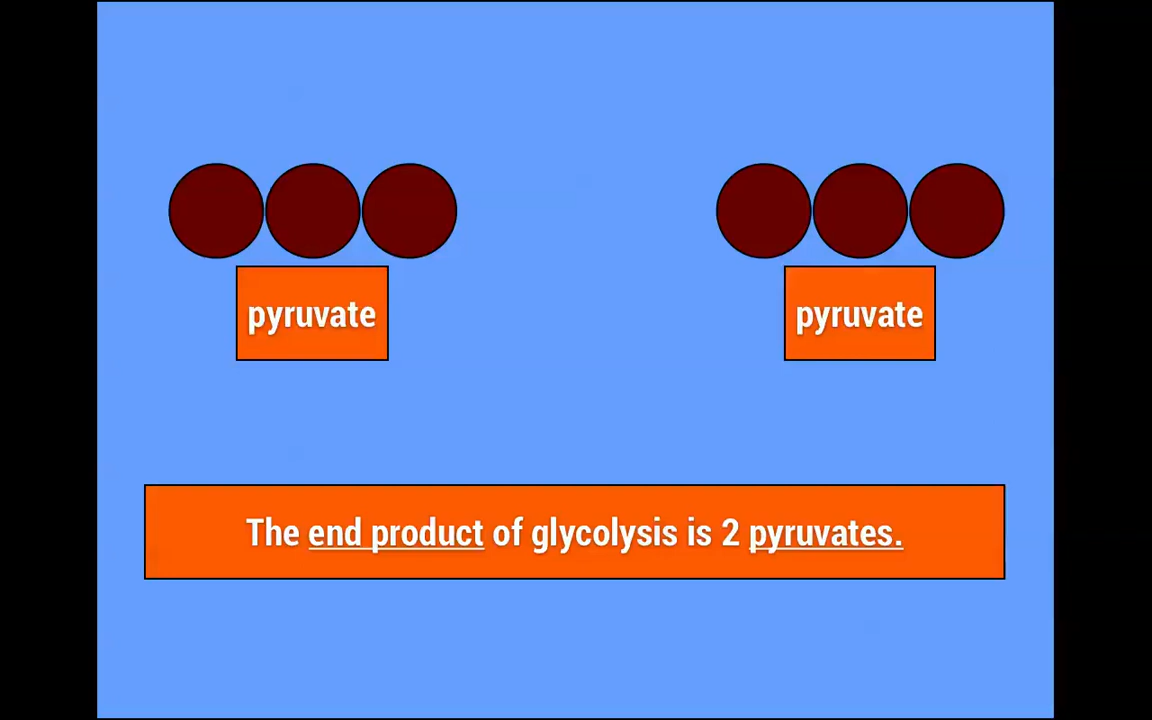 pyruvate
pyruvate
The end product of glycolysis is 2 pyruvates.